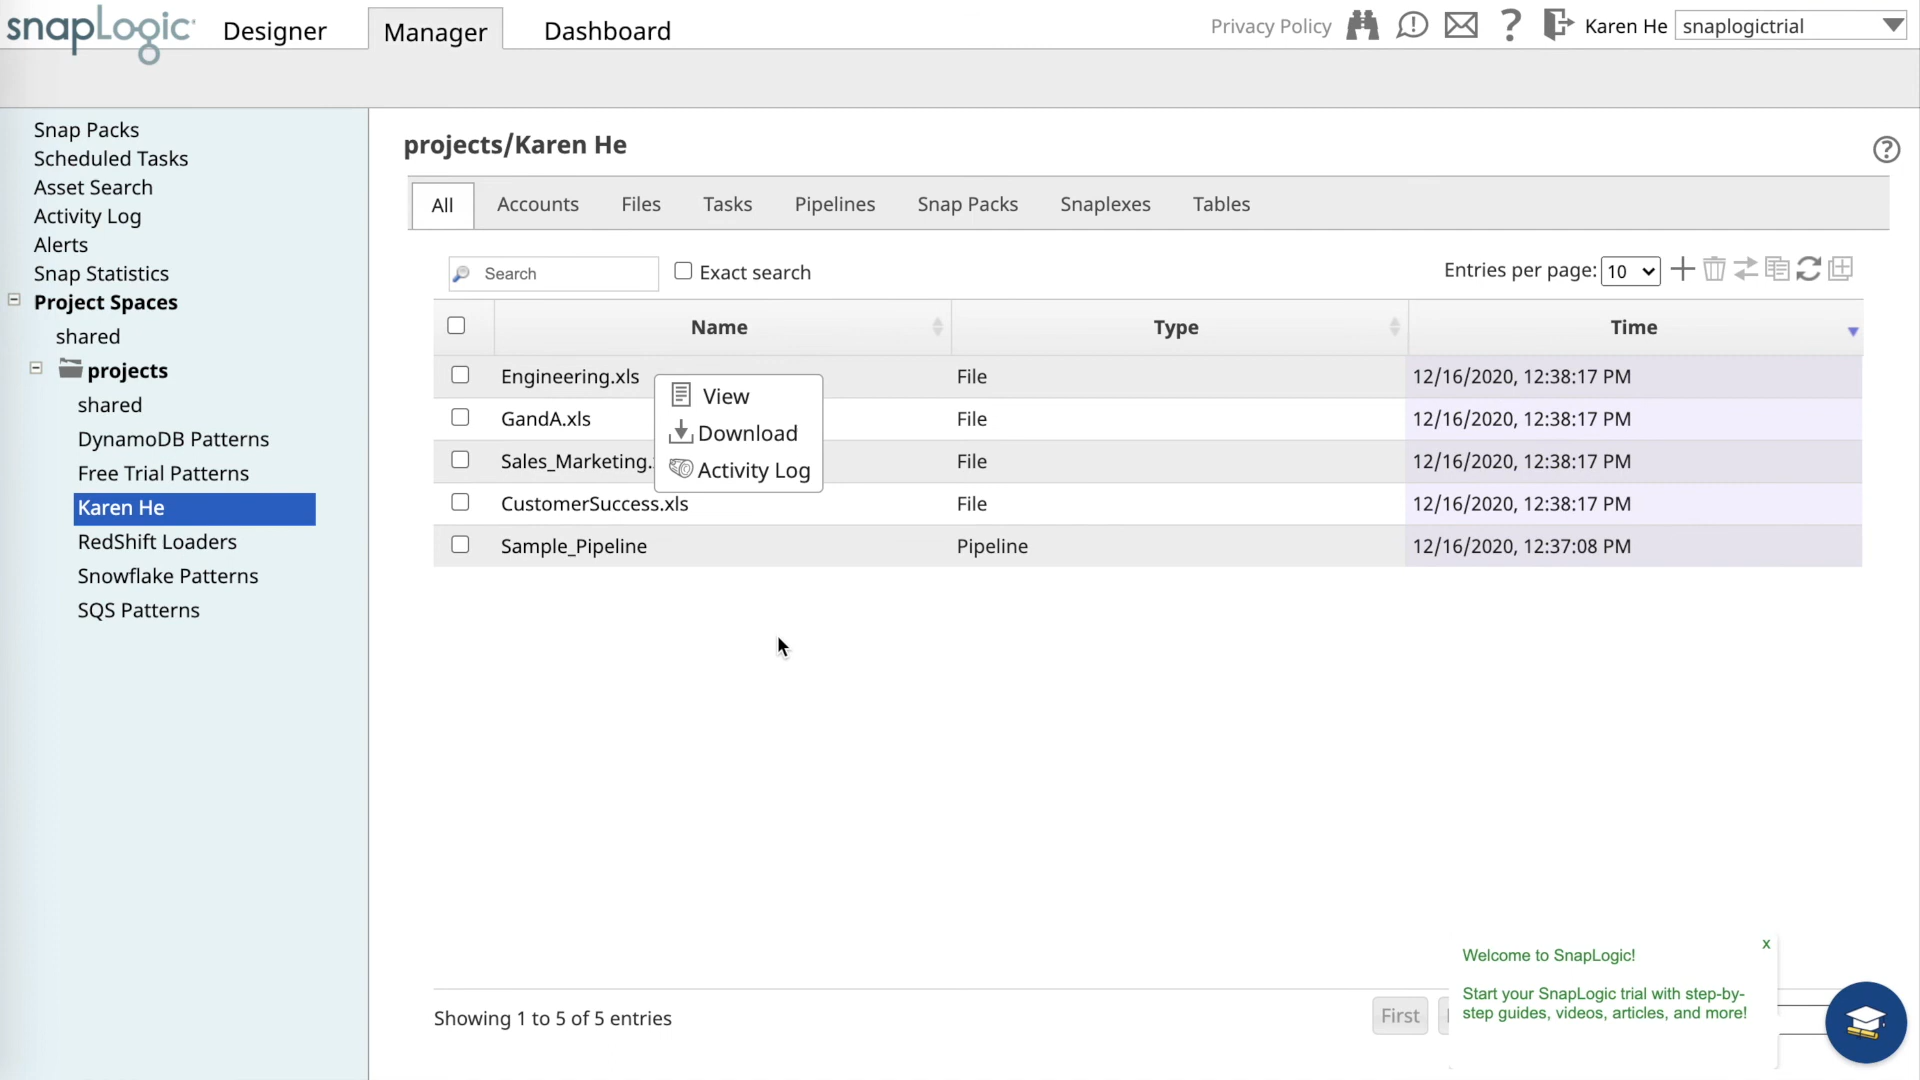 snapLogic
Designer
Manager
Dashboard
Privacy Policy
Karen He
snaplogictrial
Snap Packs
Scheduled Tasks
Asset Search
Activity Log
Alerts
Snap Statistics
Project Spaces
shared
projects
shared
DynamoDB Patterns
Free Trial Patterns
Karen He
RedShift Loaders
Snowflake Patterns
SQS Patterns
projects/Karen He
All Accounts Files Tasks Pipelines Snap Packs Snaplexes Tables
Search
Exact search
Entries per page: 10
Name Type Time
Engineering.xls File 12/16/2020, 12:38:17 PM
GandA.xls File 12/16/2020, 12:38:17 PM
Sales_Marketing. File 12/16/2020, 12:38:17 PM
CustomerSuccess.xls File 12/16/2020, 12:38:17 PM
Sample_Pipeline Pipeline 12/16/2020, 12:37:08 PM
View
Download
Activity Log
Showing 1 to 5 of 5 entries
First
x
Welcome to SnapLogic!
Start your SnapLogic trial with step-by-
step guides, videos, articles, and more!